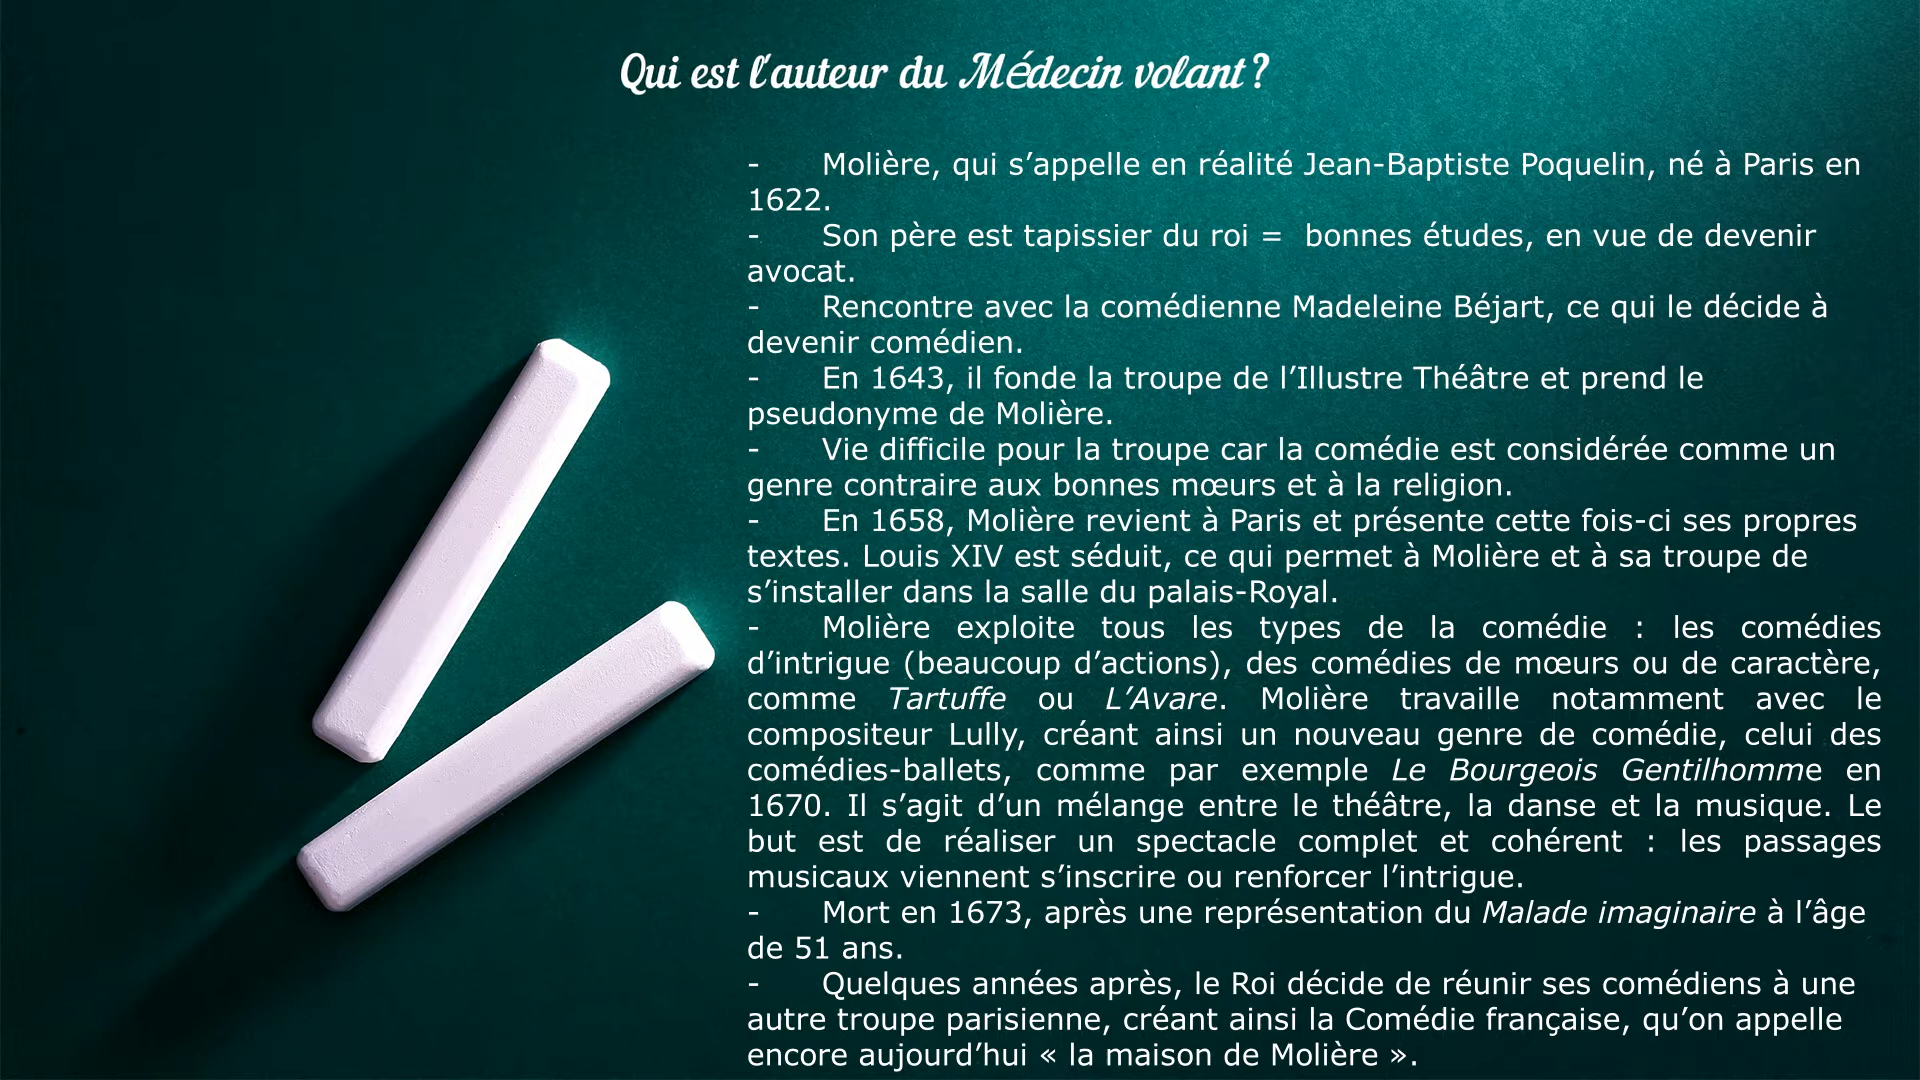 Qui est l'auteur du Médecin volant ?
- Molière, qui s’appelle en réalité Jean-Baptiste Poquelin, né à Paris en
1622.
- Son père est tapissier du roi = bonnes études, en vue de devenir
avocat.
- Rencontre avec la comédienne Madeleine Béjart, ce qui le décide à
devenir comédien.
- En 1643, il fonde la troupe de l’Illustre Théâtre et prend le
pseudonyme de Molière.
- Vie difficile pour la troupe car la comédie est considérée comme un
genre contraire aux bonnes mœurs et à la religion.
- En 1658, Molière revient à Paris et présente cette fois-ci ses propres
textes. Louis XIV est séduit, ce qui permet à Molière et à sa troupe de
s’installer dans la salle du palais-Royal.
- Molière exploite tous les types de la comédie : les comédies
d’intrigue (beaucoup d’actions), des comédies de mœurs ou de caractère,
comme Tartuffe ou L’Avare. Molière travaille notamment avec le
compositeur Lully, créant ainsi un nouveau genre de comédie, celui des
comédies-ballets, comme par exemple Le Bourgeois Gentilhomme en
1670. Il s’agit d’un mélange entre le théâtre, la danse et la musique. Le
but est de réaliser un spectacle complet et cohérent : les passages
musicaux viennent s’inscrire ou renforcer l’intrigue.
- Mort en 1673, après une représentation du Malade imaginaire à l’âge
de 51 ans.
- Quelques années après, le Roi décide de réunir ses comédiens à une
autre troupe parisienne, créant ainsi la Comédie française, qu’on appelle
encore aujourd’hui « la maison de Molière ».